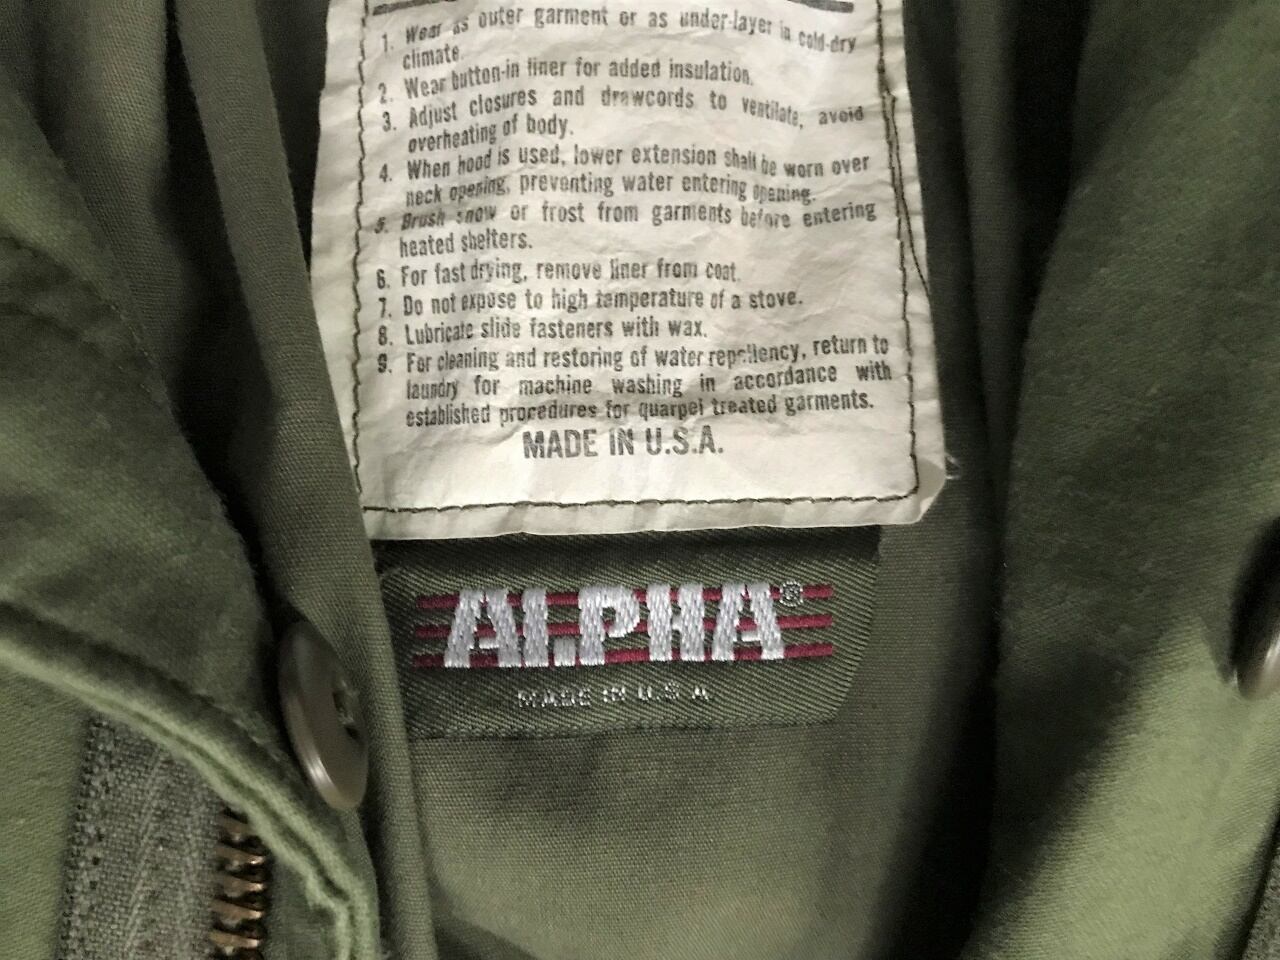 1. Wear as outer garment or as under-layer in cold-dry
climate.
2. Wear button-in liner for added insulation.
3. Adjust closures and drawcords to ventilate, avoid
overheating of body.
4. When hood is used, lower extension shall be worn over
neck opening, preventing water entering opening.
5. Brush snow or frost from garments before entering
heated shelters.
6. For fast drying, remove liner from coat.
7. Do not expose to high temperature of a stove.
8. Lubricate slide fasteners with wax.
9. For cleaning and restoring of water repellency, return to
laundry for machine washing in accordance with
established procedures for quarpel treated garments.
MADE IN U.S.A.
ALPHA®
MADE IN U.S.A